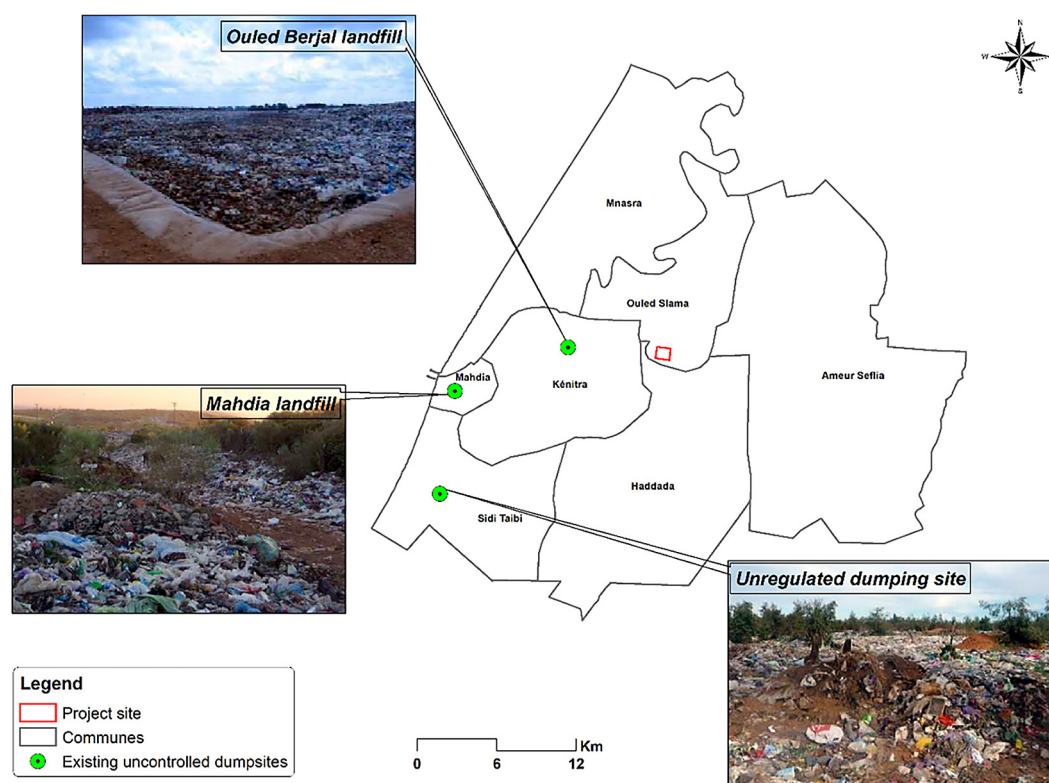 Ouled Berjal landfill
N
W
S
Mnasra
Ouled Slama
Mahdia
Kénitra
Ameur Seflia
Mahdia landfill
Haddada
Sidi Taibi
Unregulated dumping site
Legend
Project site
Communes
Existing uncontrolled dumpsites
Km
0 6 12